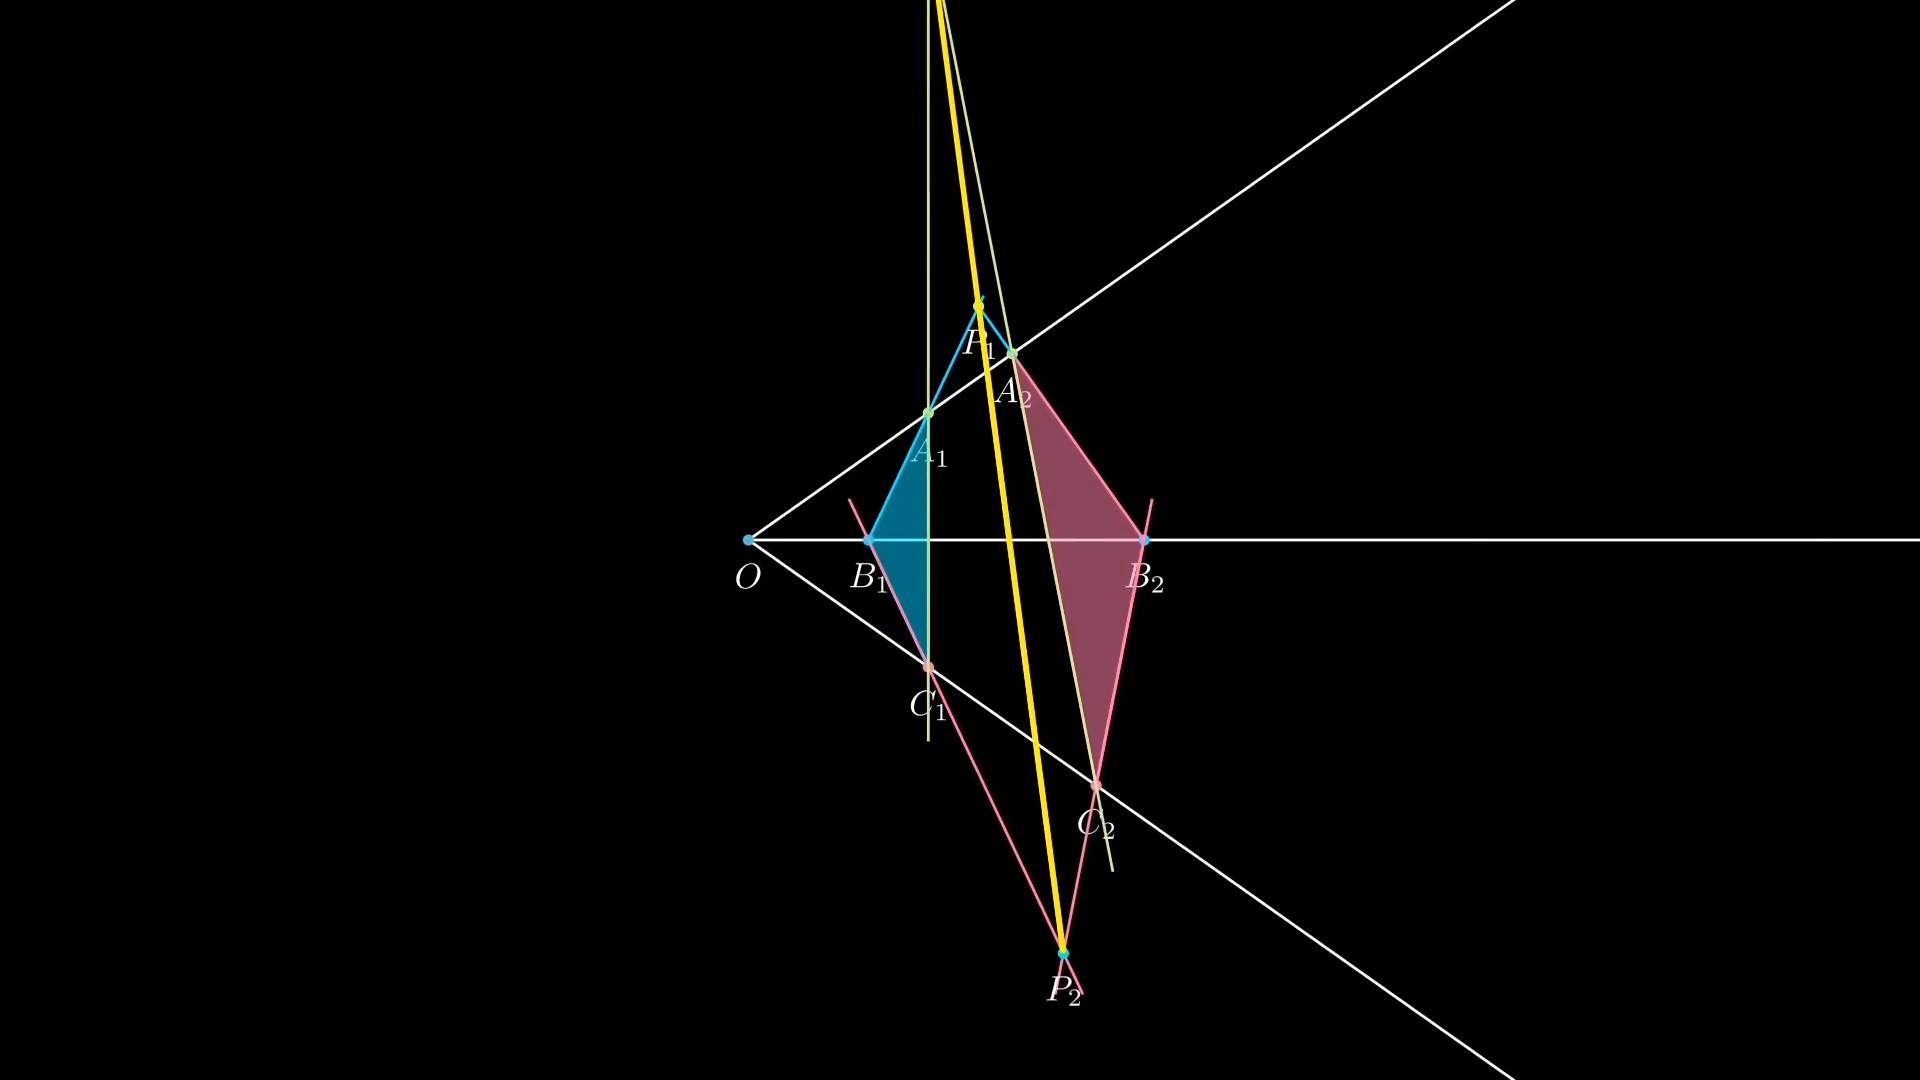 P₁
A₂
A₁
O
B₁
B₂
C₁
C₂
P₂